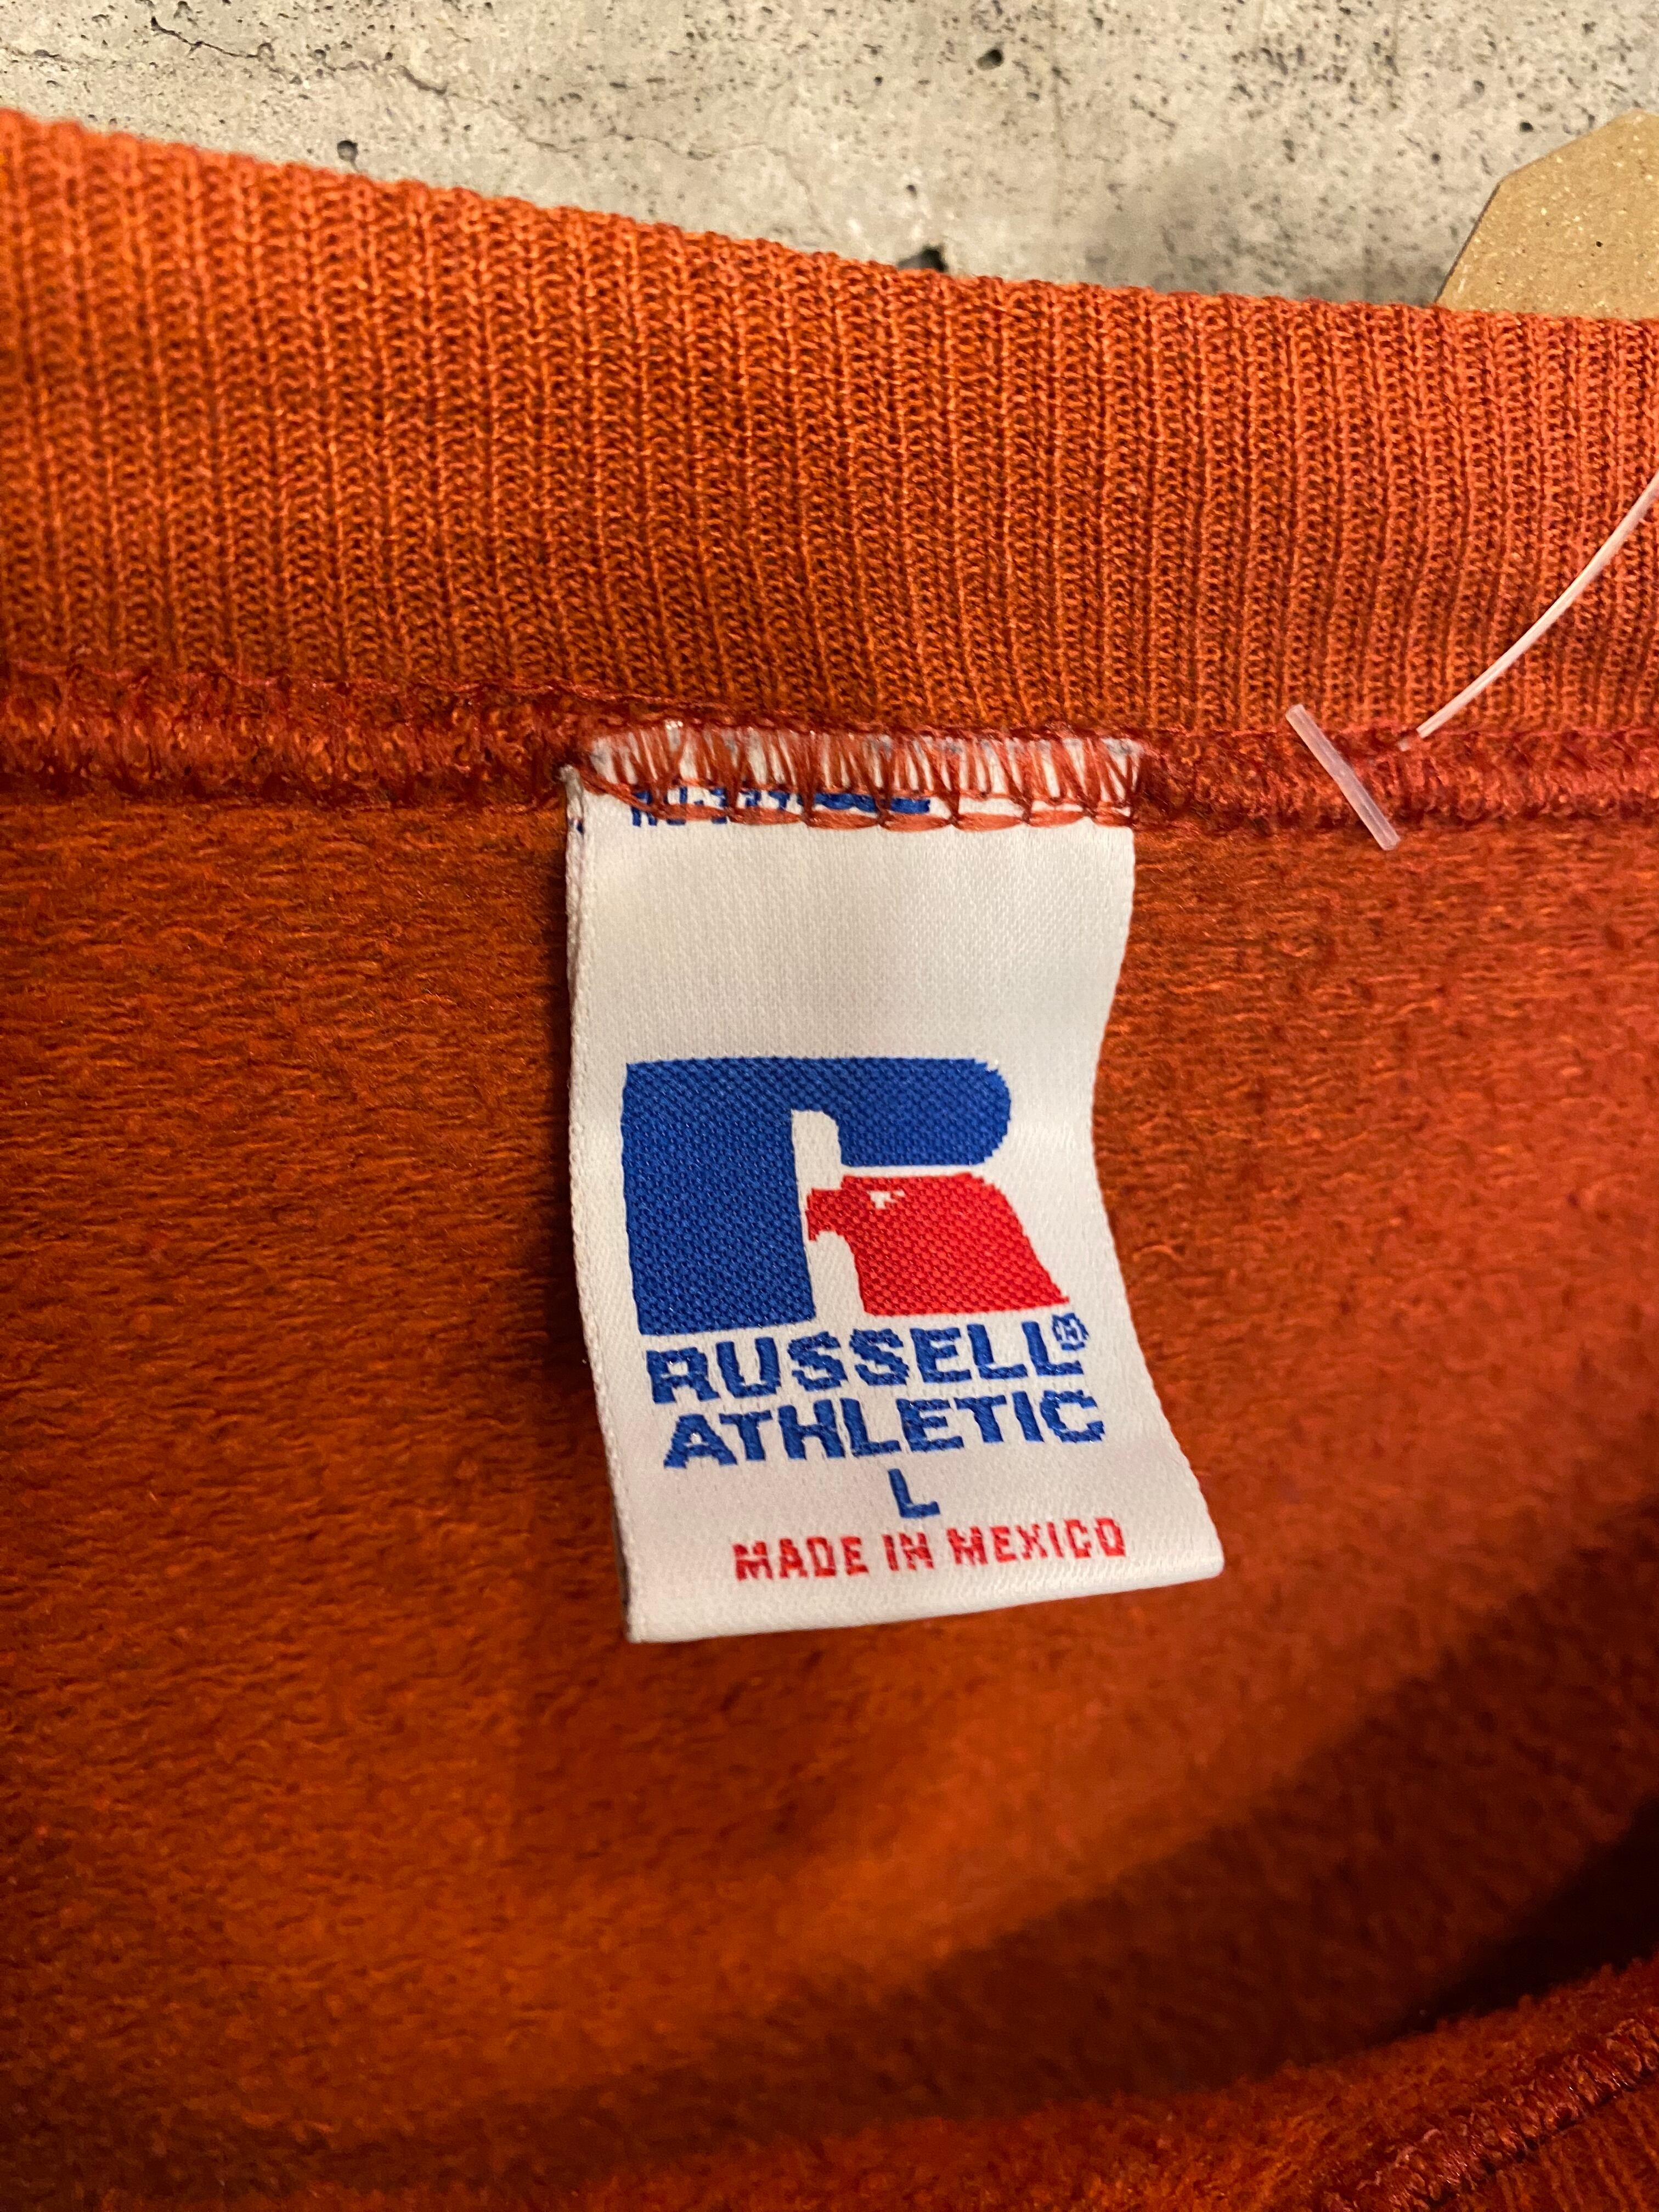 RUSSELL®
ATHLETIC
L
MADE IN MEXICO